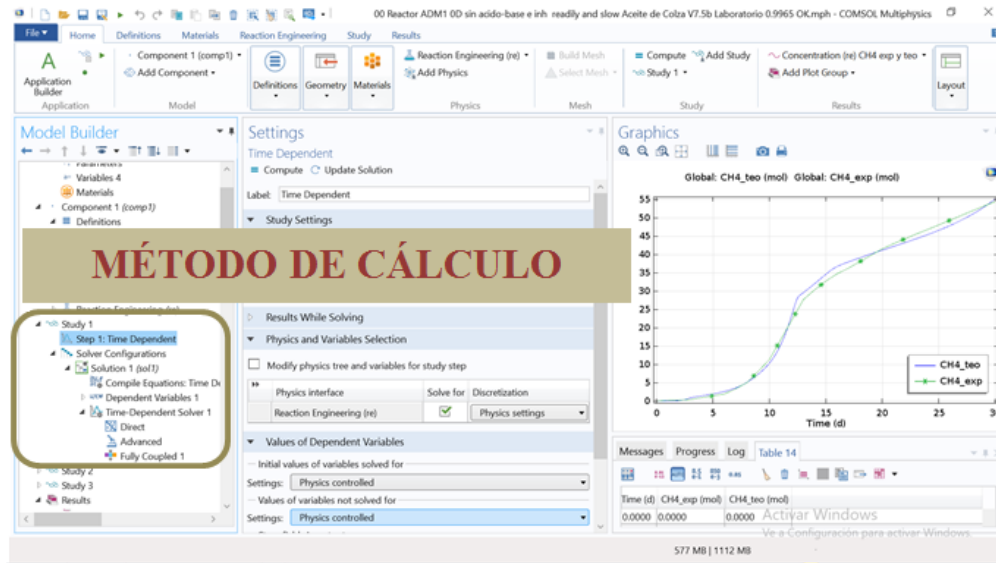 00 Reactor ADM1 0D sin acido-base e inh readily and slow Aceite de Colza V7.5b Laboratorio 0.9965 OK.mph - COMSOL Multiphysics
File Home Definitions Materials Reaction Engineering Study Results
Application Builder
Component 1 (comp1)
Add Component
Definitions Geometry Materials
Reaction Engineering (re)
Add Physics
Build Mesh
Select Mesh
Compute Add Study
Study 1
Concentration (re) CH4 exp y teo
Add Plot Group
Layout
Application Model Physics Mesh Study Results
Model Builder
Parameters
Variables 4
Materials
Component 1 (comp1)
Definitions
MÉTODO DE CÁLCULO
Reaction Engineering (re)
Study 1
Step 1: Time Dependent
Solver Configurations
Solution 1 (sol1)
Compile Equations: Time De
Dependent Variables 1
Time-Dependent Solver 1
Direct
Advanced
Fully Coupled 1
Study 2
Study 3
Results
Settings
Time Dependent
Compute Update Solution
Label: Time Dependent
Study Settings
Results While Solving
Physics and Variables Selection
Modify physics tree and variables for study step
Physics interface Solve for Discretization
Reaction Engineering (re) Physics settings
Values of Dependent Variables
Initial values of variables solved for
Settings: Physics controlled
Values of variables not solved for
Settings: Physics controlled
Graphics
Global: CH4_teo (mol) Global: CH4_exp (mol)
55
50
45
40
35
30
25
20
15
10
5
0
0 5 10 15 20 25 3
Time (d)
CH4_teo
CH4_exp
Messages Progress Log Table 14
Time (d) CH4_exp (mol) CH4_teo (mol)
0.0000 0.0000 0.0000
Activar Windows
Ve a Configuración para activar Windows.
577 MB | 1112 MB